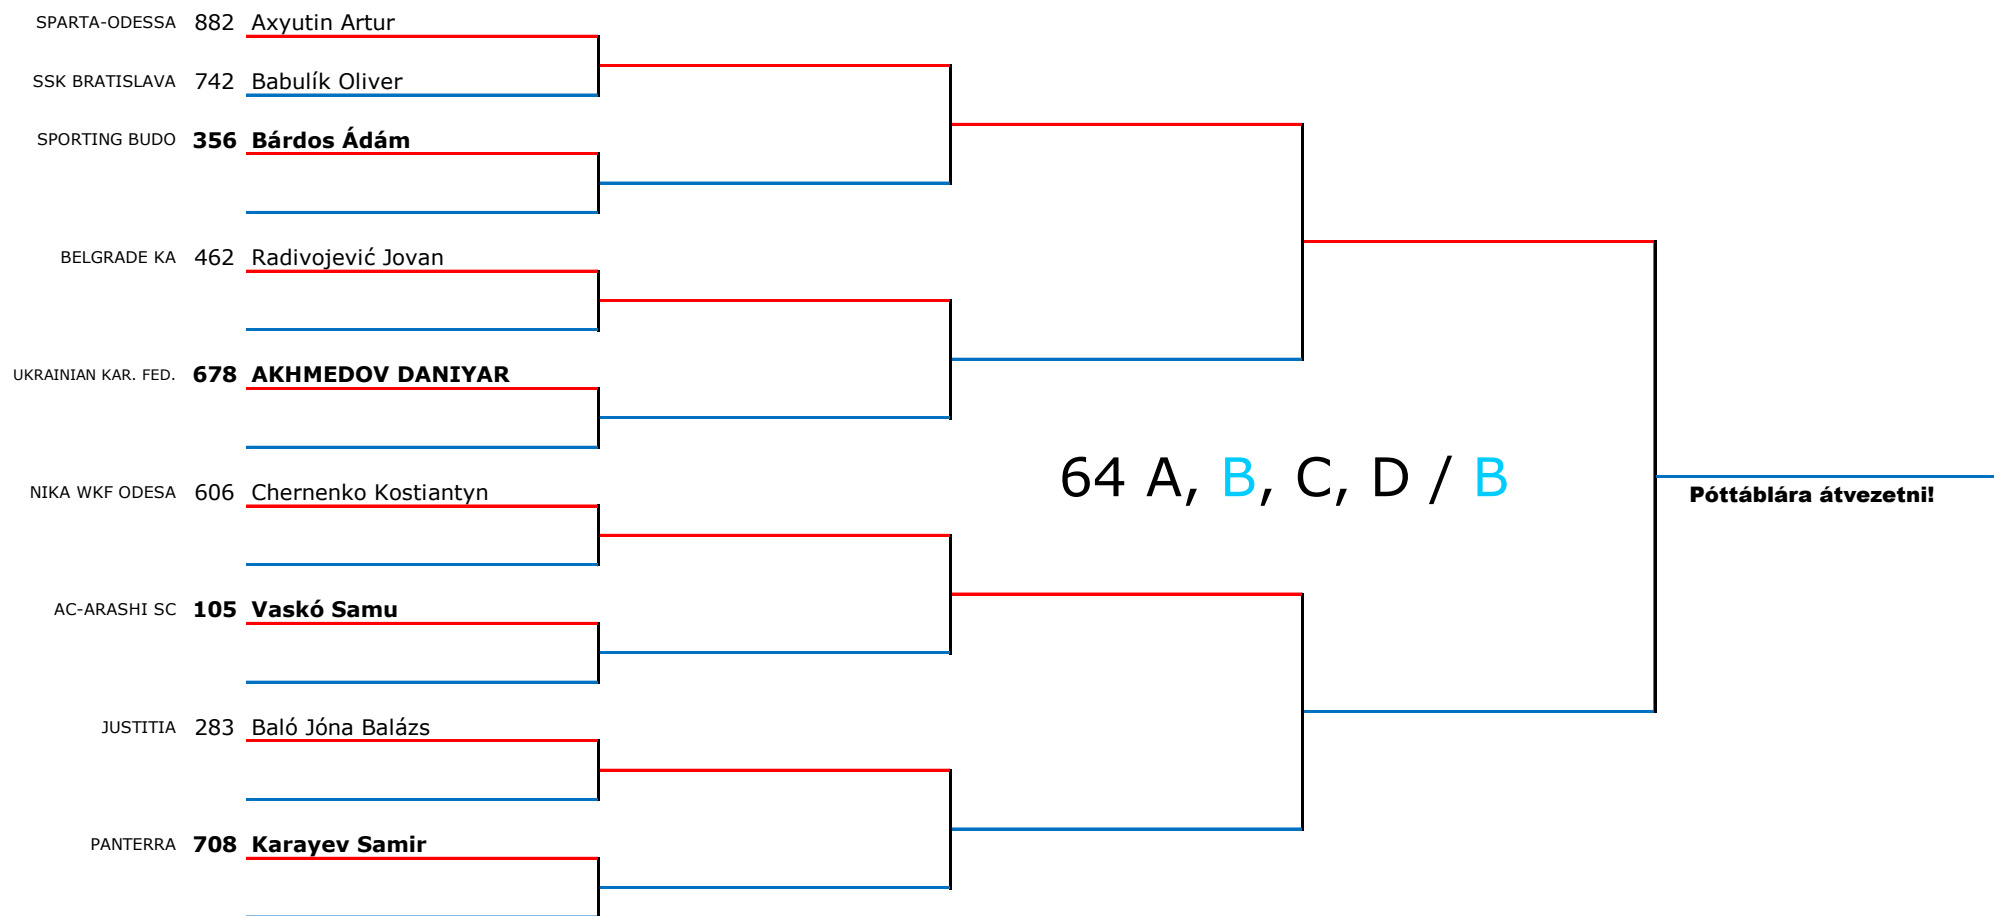 SPARTA-ODESSA 882 Axyutin Artur
SSK BRATISLAVA 742 Babulík Oliver
SPORTING BUDO 356 Bárdos Ádám
BELGRADE KA 462 Radivojević Jovan
UKRAINIAN KAR. FED. 678 AKHMEDOV DANIYAR
64 A, B, C, D / B
NIKA WKF ODESA 606 Chernenko Kostiantyn
Póttáblára átvezetni!
AC-ARASHI SC 105 Vaskó Samu
JUSTITIA 283 Baló Jóna Balázs
PANTERRA 708 Karayev Samir